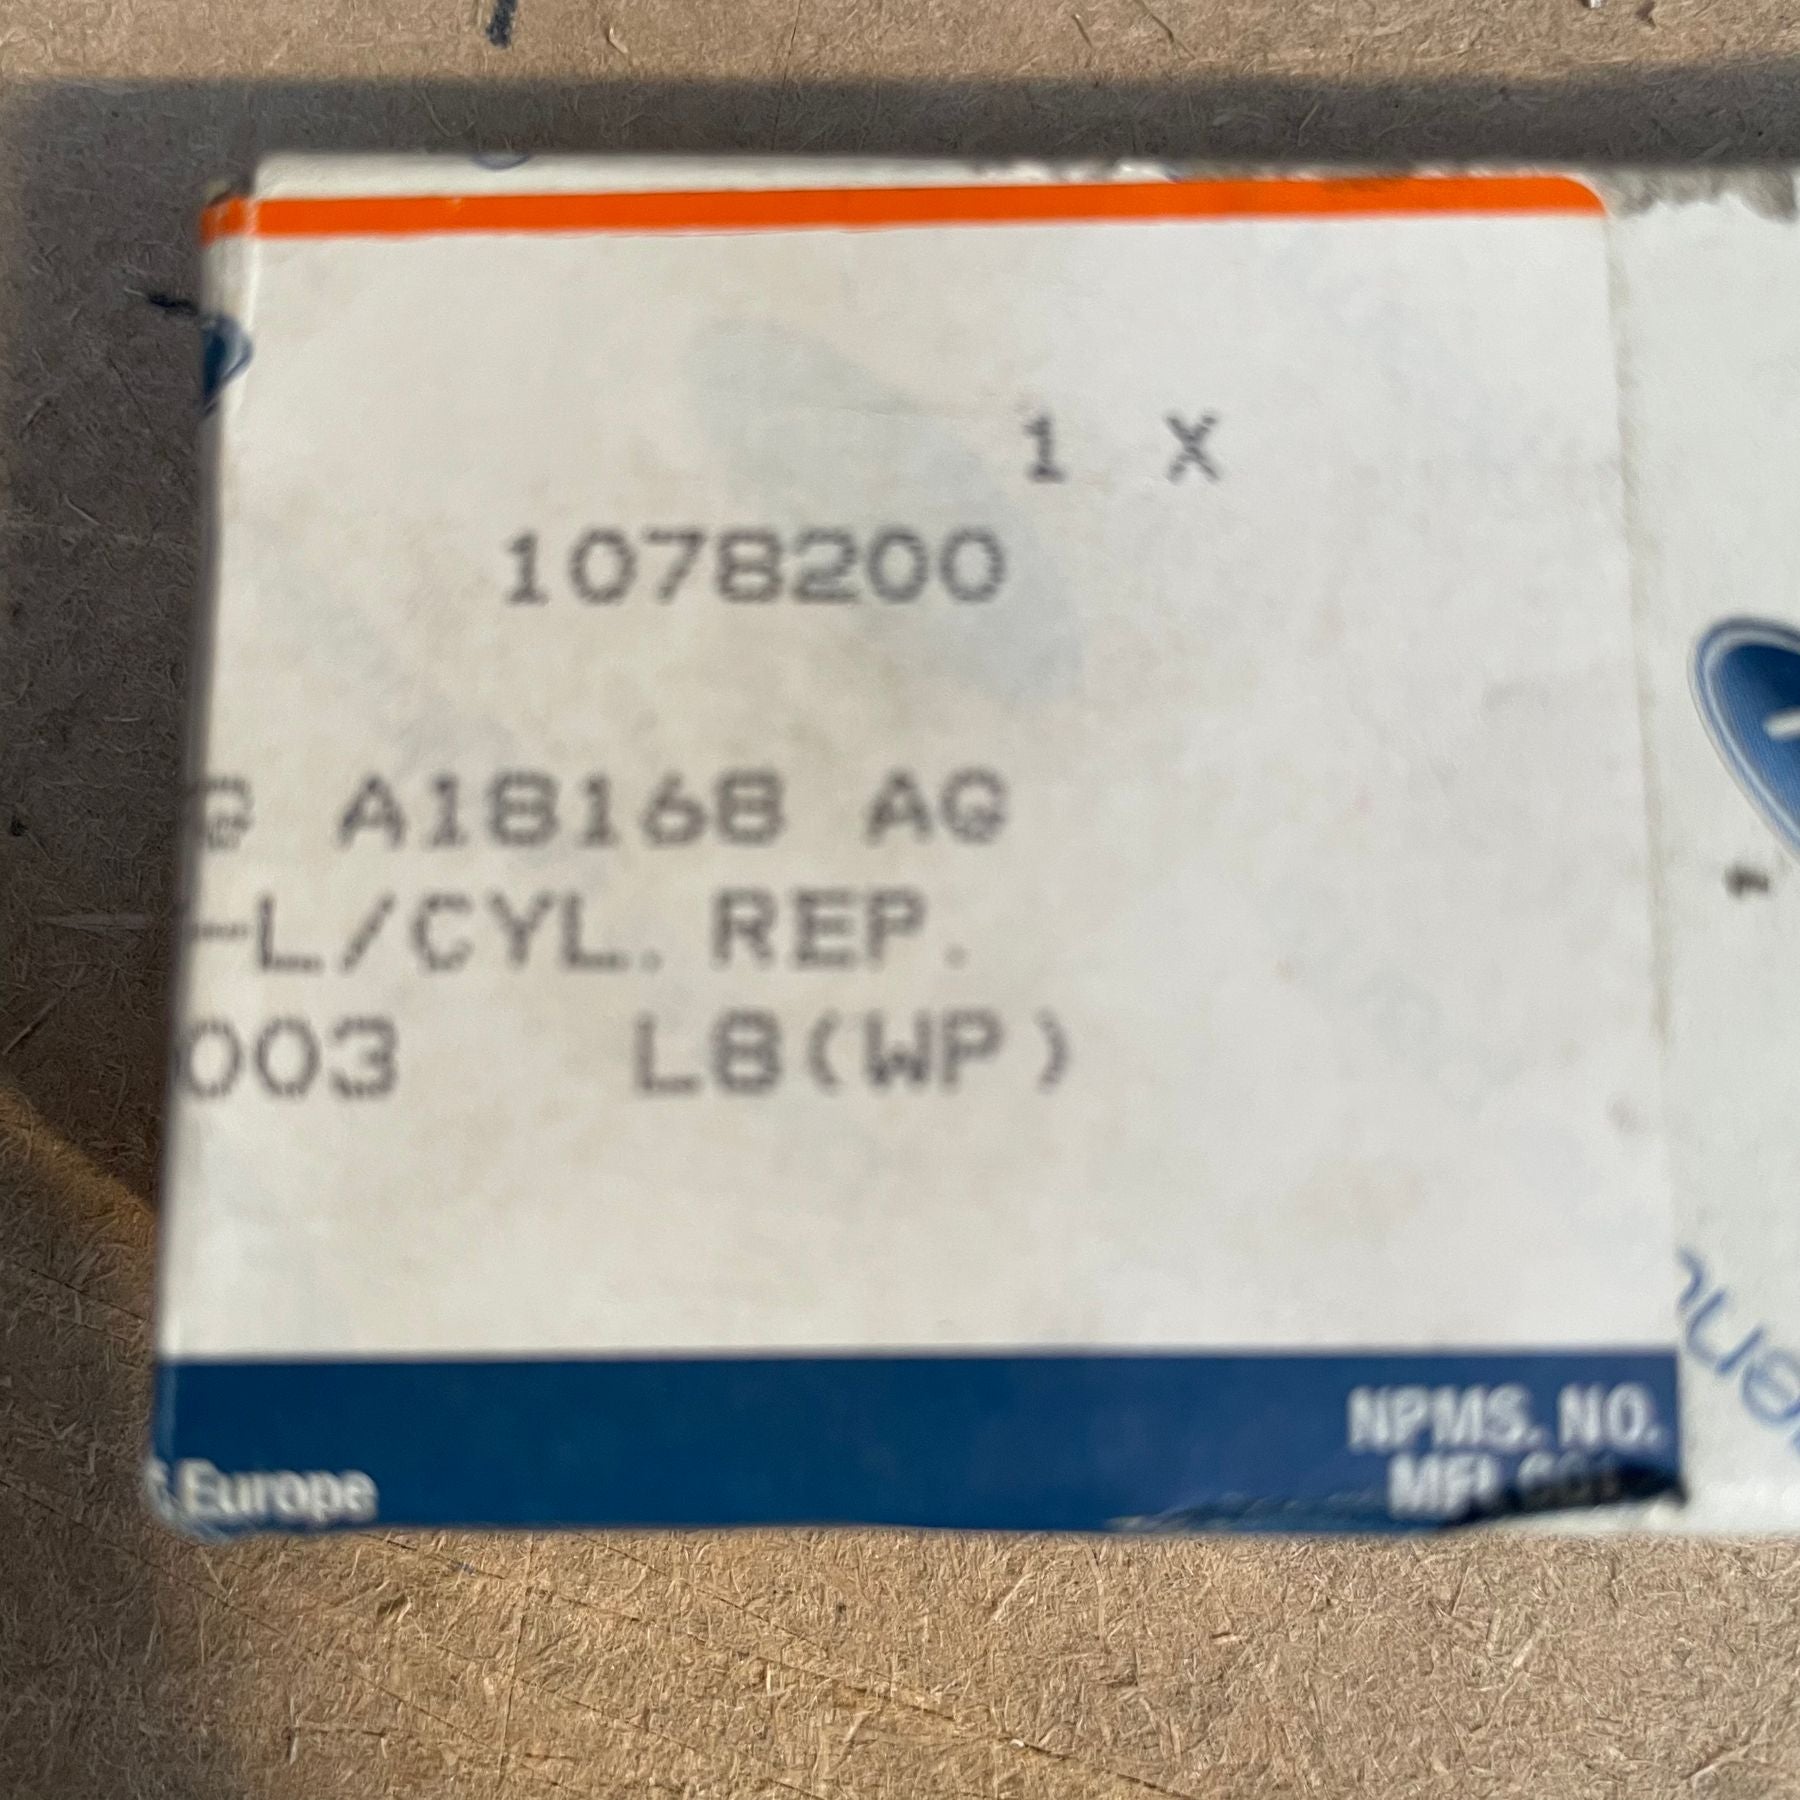 1 X
1078200
G A18168 AG
-L/CYL. REP.
003 L8(WP)
NPMS. NO.
Europe